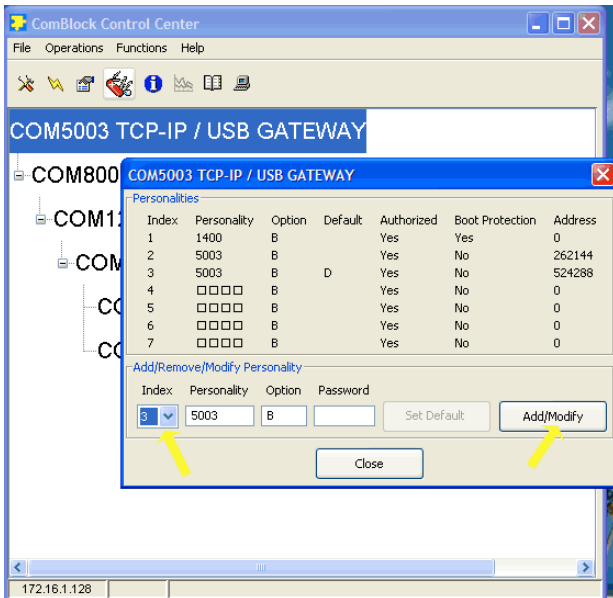 ComBlock Control Center
File Operations Functions Help
COM5003 TCP-IP / USB GATEWAY
COM800
COM5003 TCP-IP / USB GATEWAY
Personalities
Index Personality Option Default Authorized Boot Protection Address
1 1400 B Yes Yes 0
2 5003 B Yes No 262144
3 5003 B D Yes No 524288
4 □□□□ B Yes No 0
5 □□□□ B Yes No 0
6 □□□□ B Yes No 0
7 □□□□ B Yes No 0
COM12
COM
CO
CO
Add/Remove/Modify Personality
Index Personality Option Password
3 5003 B Set Default Add/Modify
Close
172.16.1.128